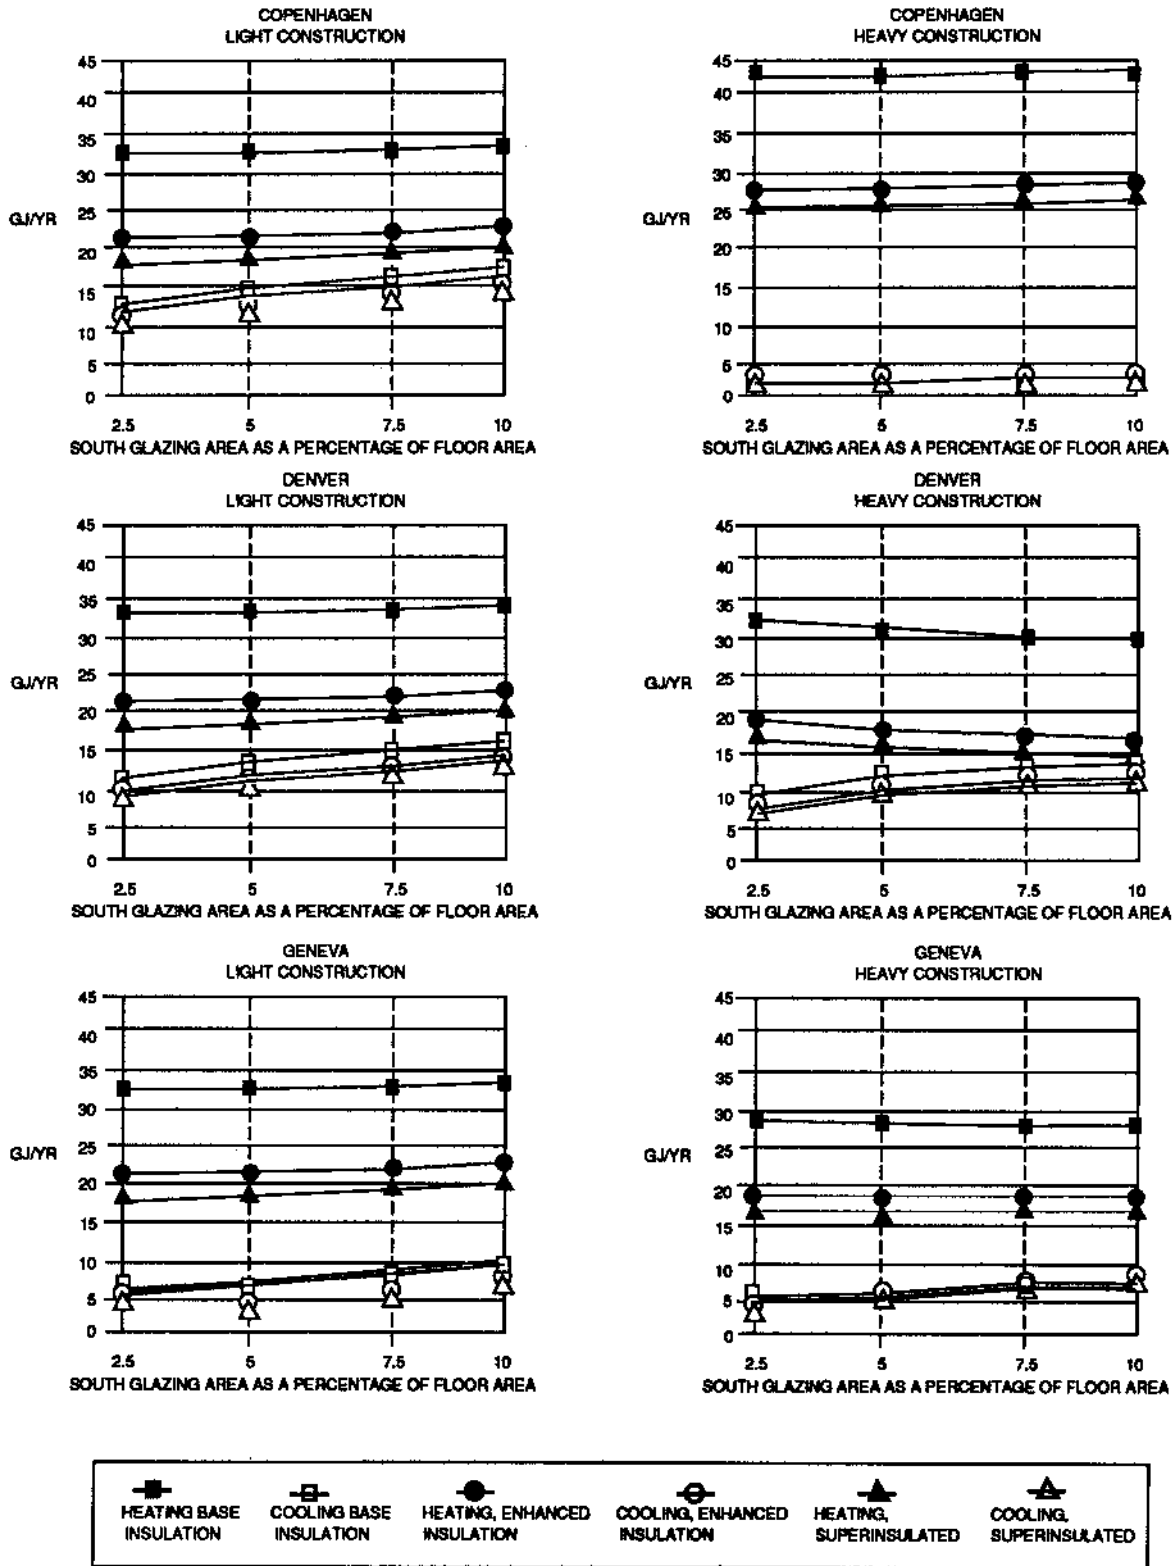 COPENHAGEN
LIGHT CONSTRUCTION
45
40
35
30
25
GJ/YR
20
15
10
5
0
2.5 5 7.5 10
SOUTH GLAZING AREA AS A PERCENTAGE OF FLOOR AREA
COPENHAGEN
HEAVY CONSTRUCTION
45
40
35
30
25
GJ/YR
20
15
10
5
0
2.5 5 7.5 10
SOUTH GLAZING AREA AS A PERCENTAGE OF FLOOR AREA
DENVER
LIGHT CONSTRUCTION
45
40
35
30
25
GJ/YR
20
15
10
5
0
2.5 5 7.5 10
SOUTH GLAZING AREA AS A PERCENTAGE OF FLOOR AREA
DENVER
HEAVY CONSTRUCTION
45
40
35
30
25
GJ/YR
20
15
10
5
0
2.5 5 7.5 10
SOUTH GLAZING AREA AS A PERCENTAGE OF FLOOR AREA
GENEVA
LIGHT CONSTRUCTION
45
40
35
30
25
GJ/YR
20
15
10
5
0
2.5 5 7.5 10
SOUTH GLAZING AREA AS A PERCENTAGE OF FLOOR AREA
GENEVA
HEAVY CONSTRUCTION
45
40
35
30
25
GJ/YR
20
15
10
5
0
2.5 5 7.5 10
SOUTH GLAZING AREA AS A PERCENTAGE OF FLOOR AREA
HEATING BASE
INSULATION
COOLING BASE
INSULATION
HEATING, ENHANCED
INSULATION
COOLING, ENHANCED
INSULATION
HEATING,
SUPERINSULATED
COOLING,
SUPERINSULATED